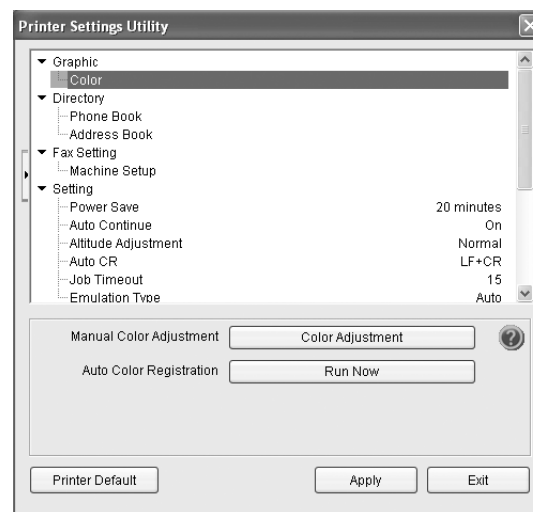 Printer Settings Utility
Graphic
Color
Directory
Phone Book
Address Book
Fax Setting
Machine Setup
Setting
Power Save 20 minutes
Auto Continue On
Altitude Adjustment Normal
Auto CR LF+CR
Job Timeout 15
Emulation Type Auto
Manual Color Adjustment Color Adjustment
Auto Color Registration Run Now
Printer Default Apply Exit